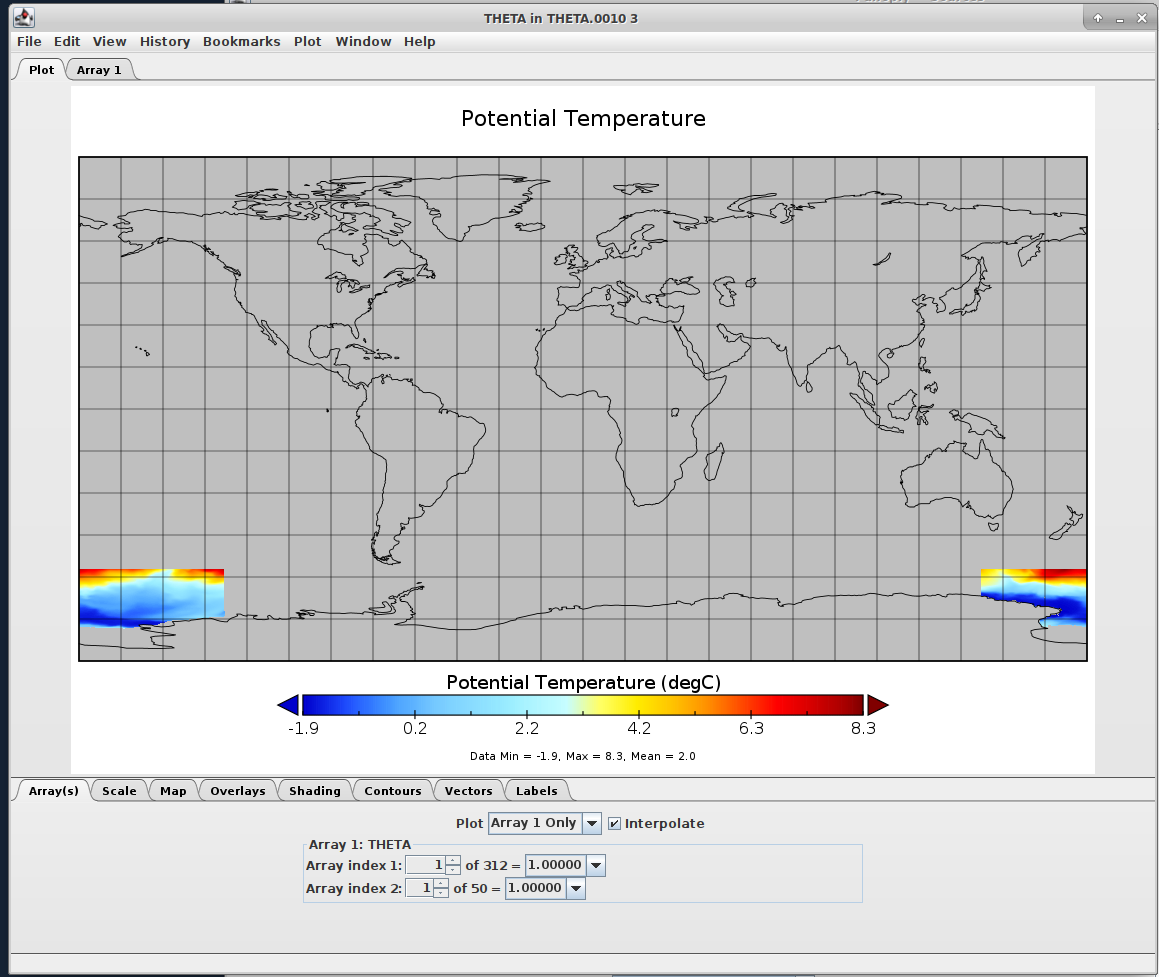 THETA in THETA.0010 3
File Edit View History Bookmarks Plot Window Help
Plot Array 1
Potential Temperature
Potential Temperature (degC)
-1.9 0.2 2.2 4.2 6.3 8.3
Data Min = -1.9, Max = 8.3, Mean = 2.0
Array(s) Scale Map Overlays Shading Contours Vectors Labels
Plot Array 1 Only Interpolate
Array 1: THETA
Array index 1: 1 of 312 = 1.00000
Array index 2: 1 of 50 = 1.00000